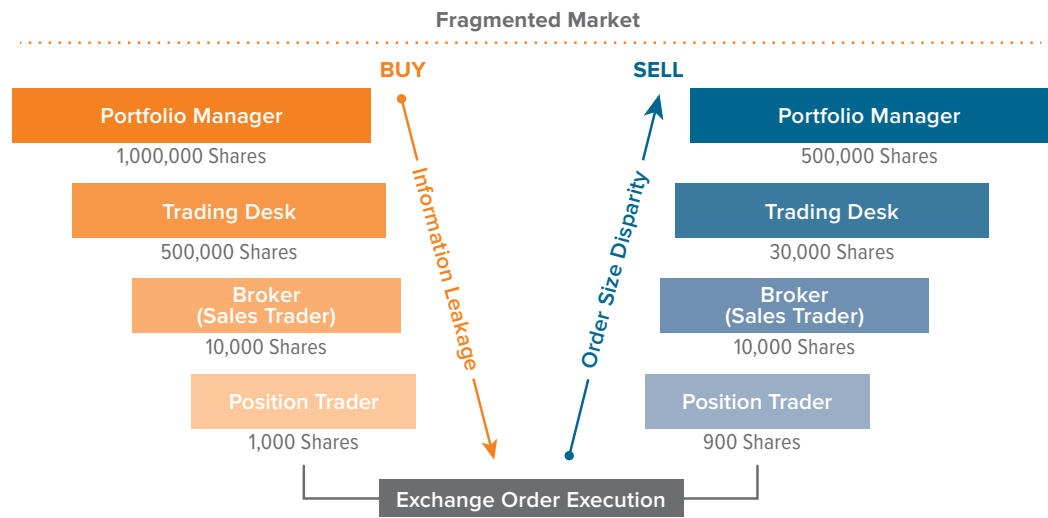 Fragmented Market
BUY
SELL
Portfolio Manager
1,000,000 Shares
Trading Desk
500,000 Shares
Broker
(Sales Trader)
10,000 Shares
Position Trader
1,000 Shares
Information Leakage
Order Size Disparity
Portfolio Manager
500,000 Shares
Trading Desk
30,000 Shares
Broker
(Sales Trader)
10,000 Shares
Position Trader
900 Shares
Exchange Order Execution